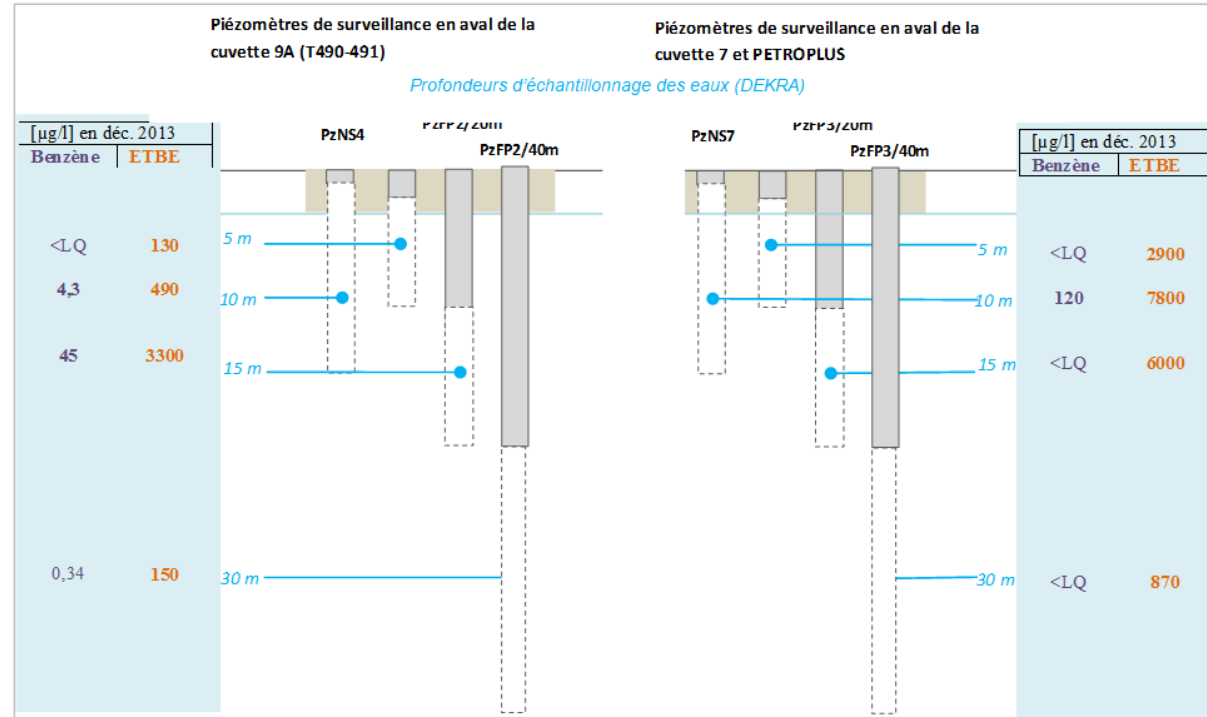 Piézomètres de surveillance en aval de la
cuvette 9A (T490-491)
Piézomètres de surveillance en aval de la
cuvette 7 et PETROPLUS
Profondeurs d'échantillonnage des eaux (DEKRA)
[µg/l] en déc. 2013
Benzène ETBE
PzNS4
PzFP2/20m
PzFP2/40m
PzNS7
PzFP3/20m
PzFP3/40m
[µg/l] en déc. 2013
Benzène ETBE
<LQ 130
5 m
5 m
<LQ 2900
4,3 490
10 m
10 m
120 7800
45 3300
15 m
15 m
<LQ 6000
0,34 150
30 m
30 m
<LQ 870